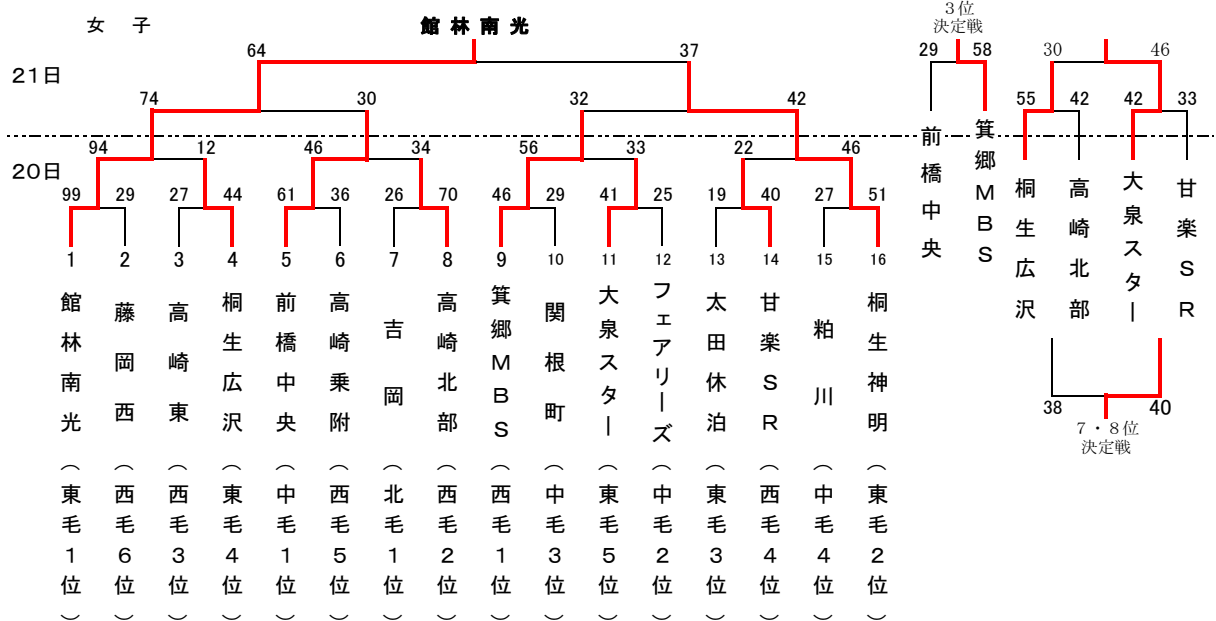 女 子
館林南光
3位
決定戦
64
37
29
58
30
46
21日
74
30
32
42
55
42
42
33
94
12
46
34
56
33
22
46
20日
99
29
27
44
61
36
26
70
46
29
41
25
19
40
27
51
前橋中央
箕郷MBS
桐生広沢
高崎北部
大泉スター
甘楽SR
1
2
3
4
5
6
7
8
9
10
11
12
13
14
15
16
館林南光(東毛1位)
藤岡西(西毛6位)
高崎東(西毛3位)
桐生広沢(東毛4位)
前橋中央(中毛1位)
高崎乗附(西毛5位)
吉岡(北毛1位)
高崎北部(西毛2位)
箕郷MBS(西毛1位)
関根町(中毛3位)
大泉スター(東毛5位)
フェアリーズ(中毛2位)
太田休泊(東毛3位)
甘楽SR(西毛4位)
粕川(中毛4位)
桐生神明(東毛2位)
38
40
7・8位
決定戦